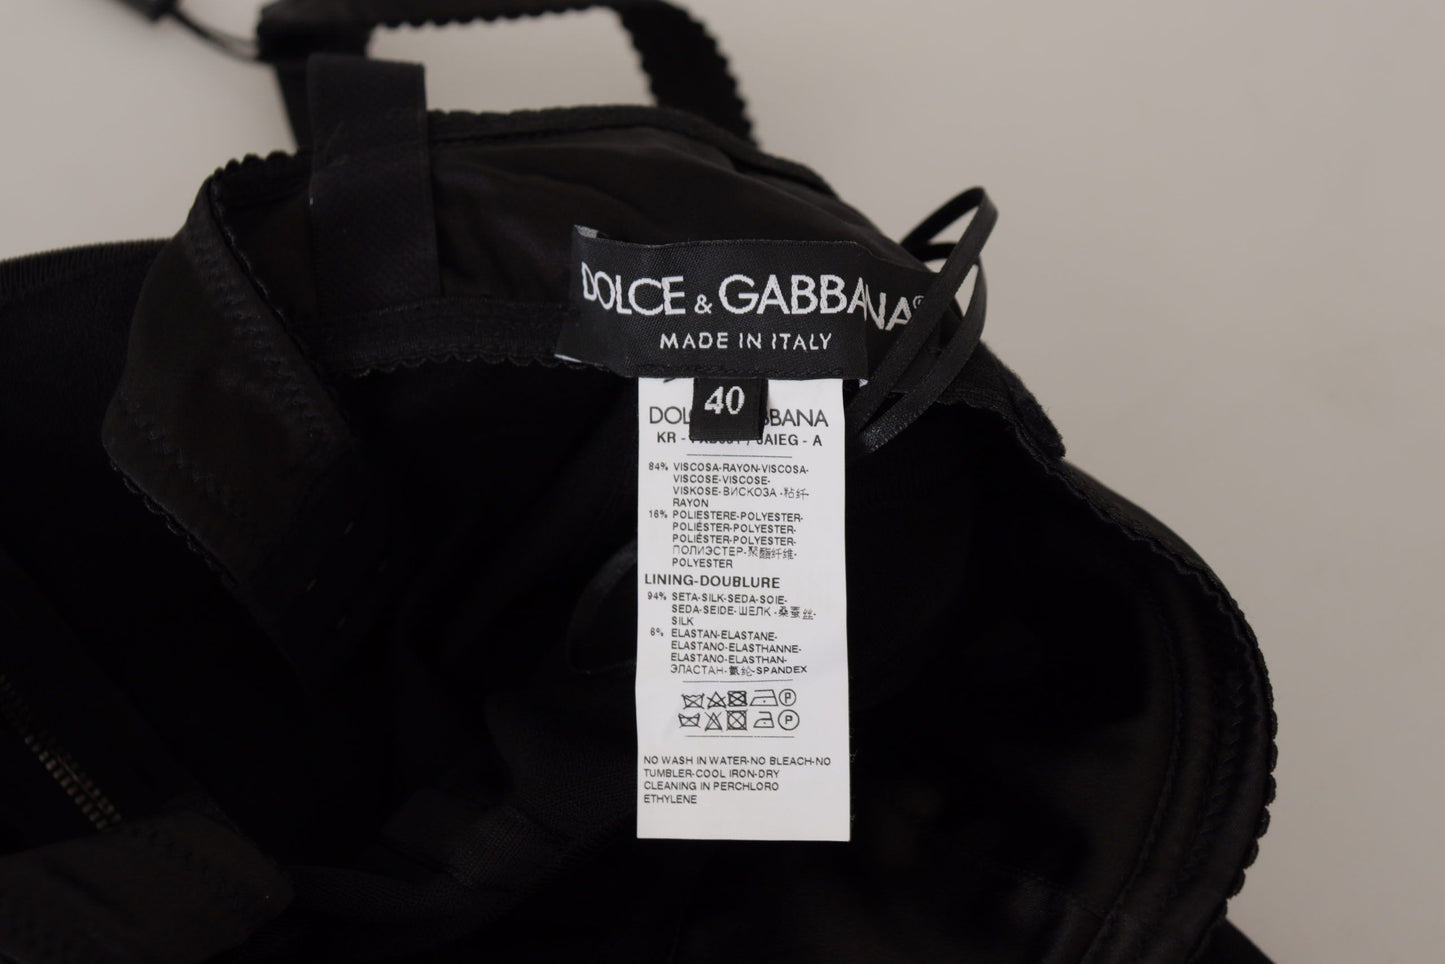 DOLCE & GABBANA®
MADE IN ITALY
40
KR - / - A
84% VISCOSA-RAYON-VISCOSA-
VISCOSE-VISCOSE-
VISKOSE-ВИСКОЗА-粘纤-
RAYON
16% POLIESTERE-POLYESTER-
POLIÉSTER-POLYESTER-
POLIÉSTER-POLYESTER-
ПОЛИЭСТЕР-聚酯纤维-
POLYESTER
LINING-DOUBLURE
94% SETA-SILK-SEDA-SOIE-
SEDA-SEIDE-ШЕЛК-桑蚕丝-
SILK
6% ELASTAN-ELASTANE-
ELASTANO-ELASTHANNE-
ELASTANO-ELASTHAN-
ЭЛАСТАН-氨纶-SPANDEX
P
P
NO WASH IN WATER-NO BLEACH-NO
TUMBLER-COOL IRON-DRY
CLEANING IN PERCHLORO
ETHYLENE